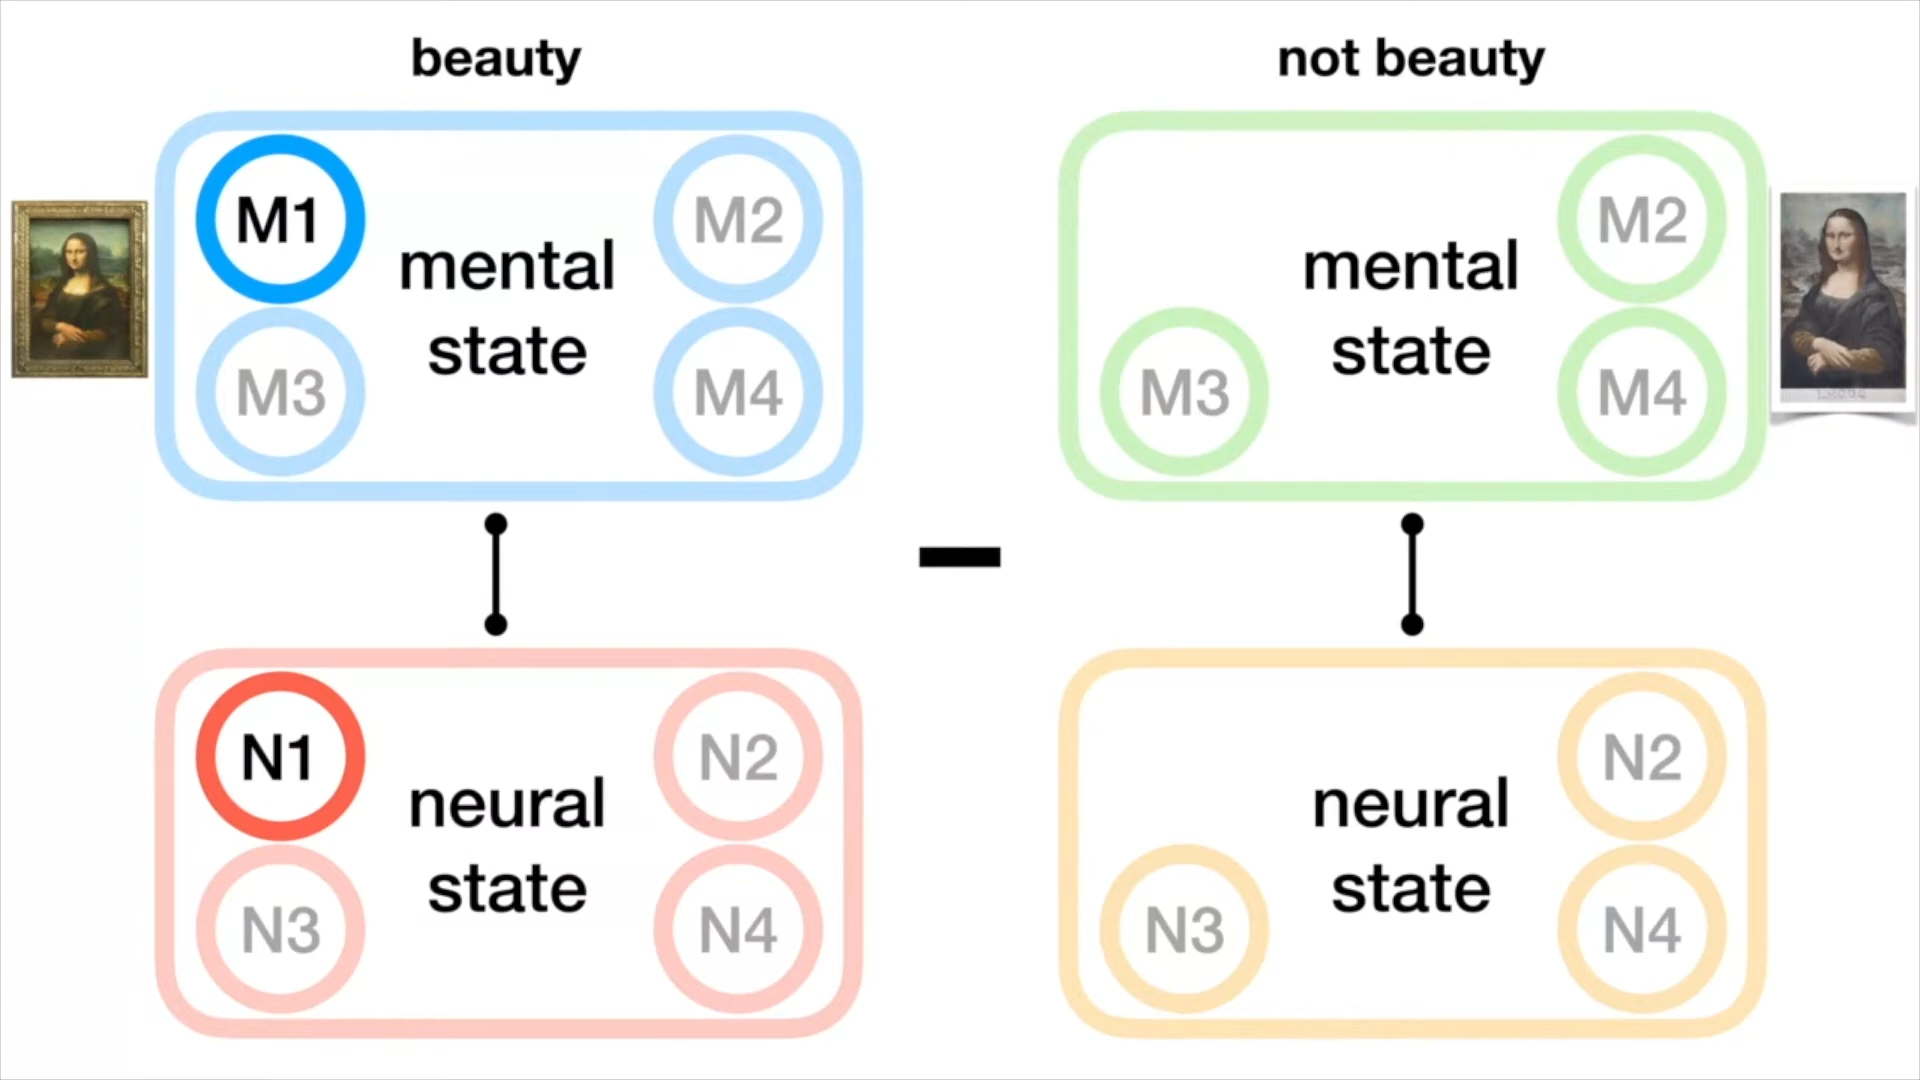 beauty
not beauty
M1
M2
mental
state
M3
M4
M2
mental
state
M3
M4
N1
N2
neural
state
N3
N4
N2
neural
state
N3
N4